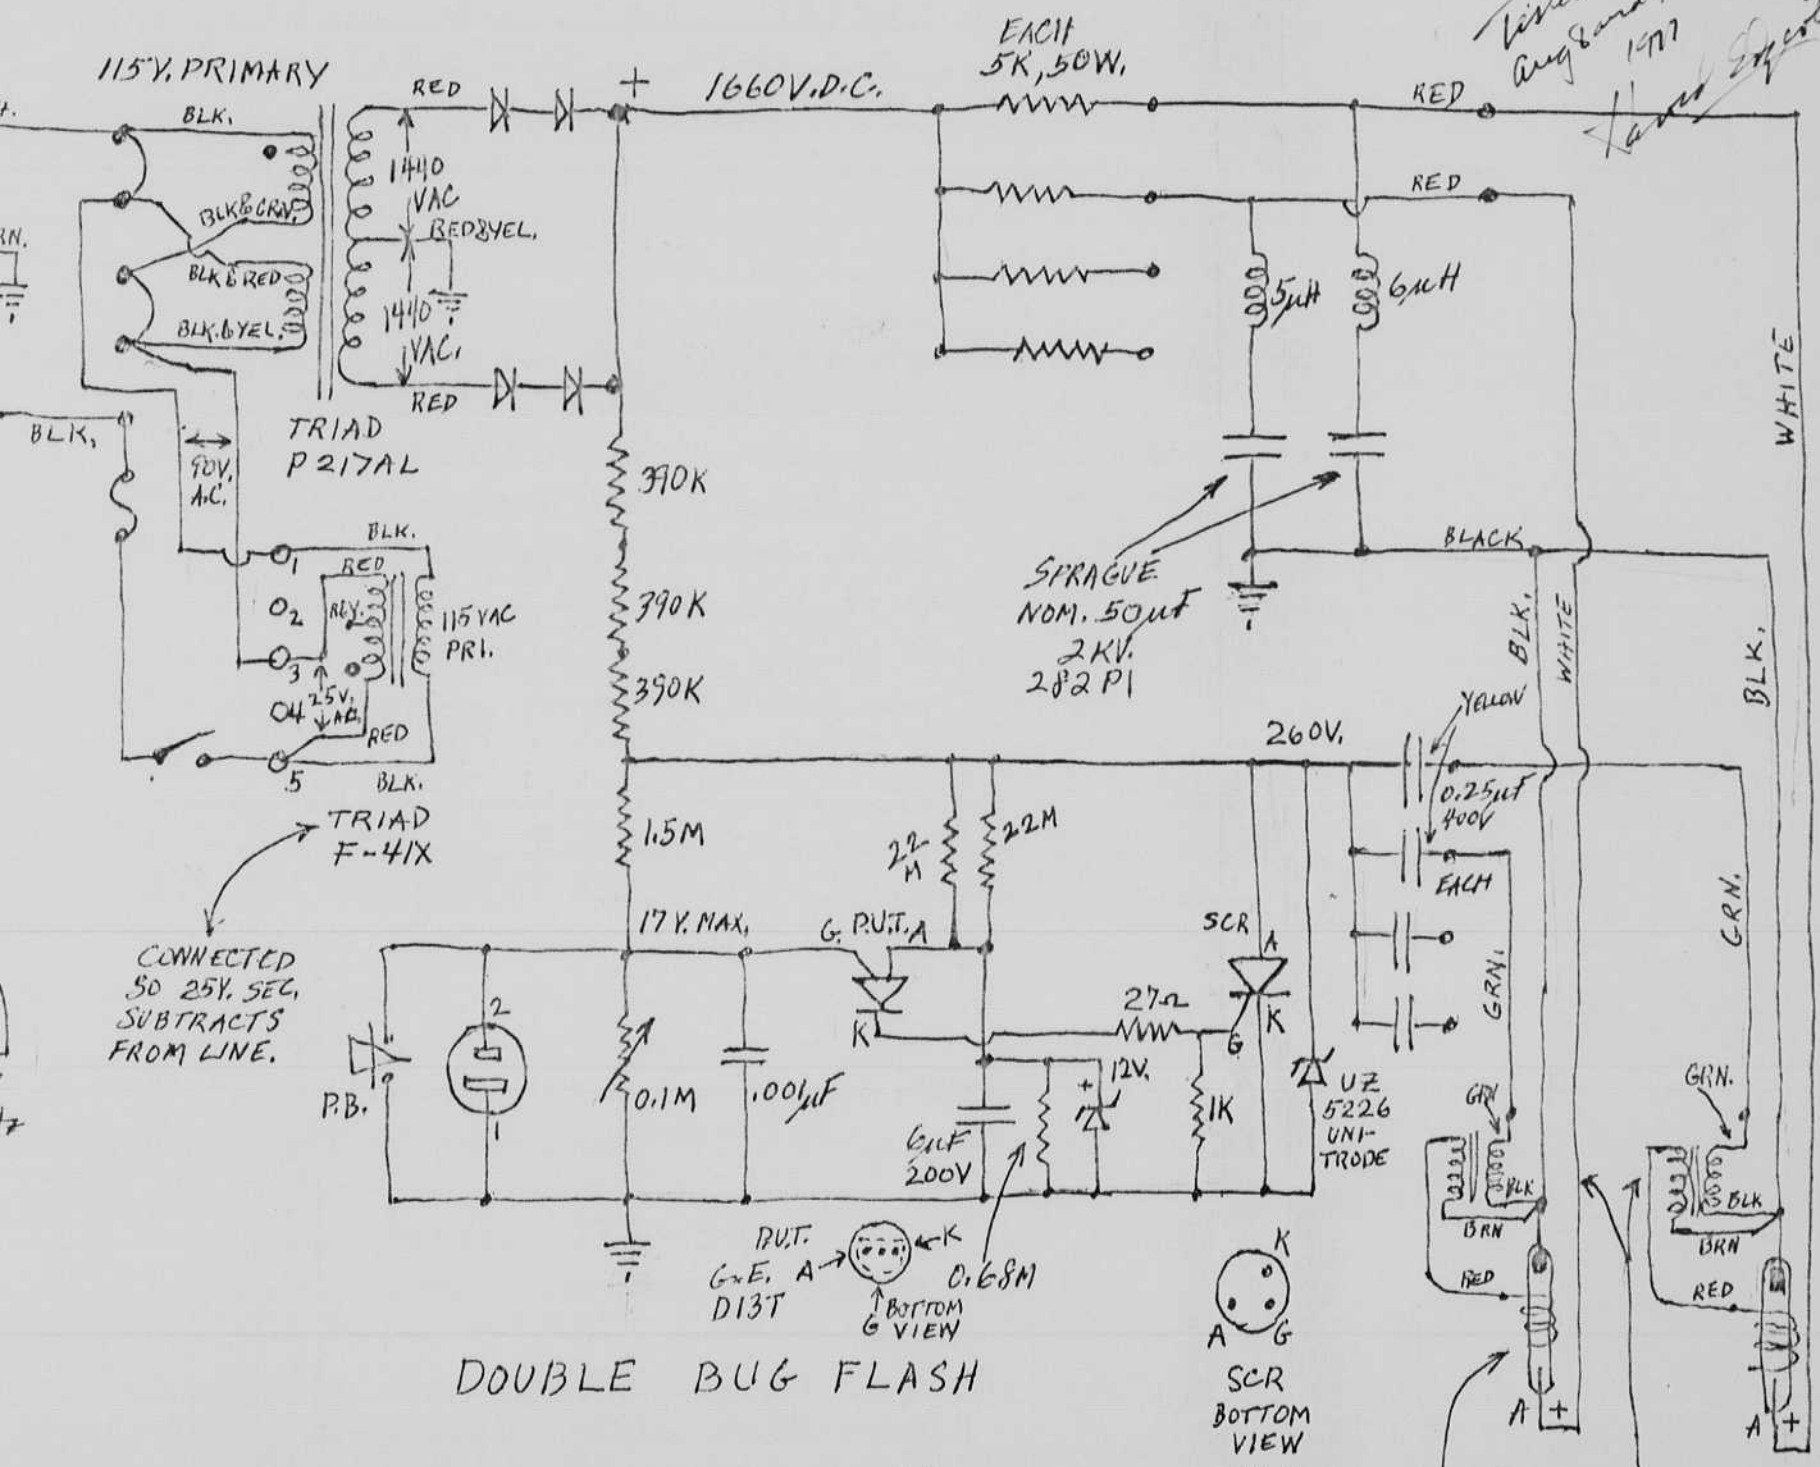 115V. PRIMARY
BLK.
BLK&GRN.
BLK&RED
BLK.&YEL.
RED
1440
VAC
RED&YEL.
1440
VAC.
RED
TRIAD
P217AL
+
1660V.D.C.
EACH
5K, 50W.
RED
RED
Aug 8 and
1977
RN.
BLK.
90V.
A.C.
BLK.
1
RED
2
115VAC
PRI.
3
25V.
4
RED
5
BLK.
TRIAD
F-41X
CONNECTED
SO 25V. SEC.
SUBTRACTS
FROM LINE.
390K
390K
390K
5µH
6µH
WHITE
SPRAGUE
NOM. 50µF
2KV.
282P1
BLACK
BLK.
WHITE
BLK.
260V.
YELLOW
0.25µF
400V
EACH
GRN.
GRN.
1.5M
22
M
22M
17V. MAX.
G. P.U.T. A
K
SCR
A
K
G
27Ω
P.B.
2
1
0.1M
.001µF
6µF
200V
+
12V.
1K
UZ
5226
UNI-
TRODE
GRN
BLK
BRN
RED
GRN.
BLK
BRN
RED
P.U.T.
G.E.
D13T
A
K
G
BOTTOM
VIEW
0.68M
K
A
G
SCR
BOTTOM
VIEW
A
+
A
+
DOUBLE BUG FLASH